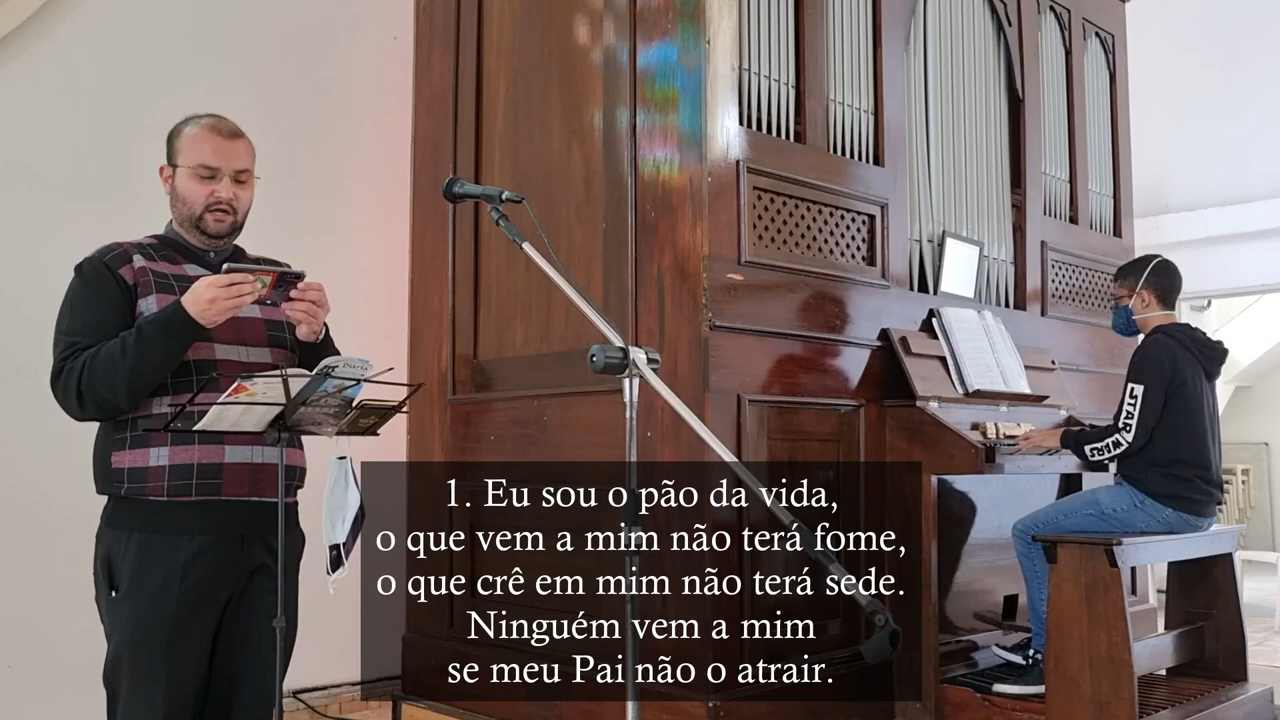 DIÁRIA
STAR WARS
1. Eu sou o pão da vida,
o que vem a mim não terá fome,
o que crê em mim não terá sede.
Ninguém vem a mim
se meu Pai não o atrair.